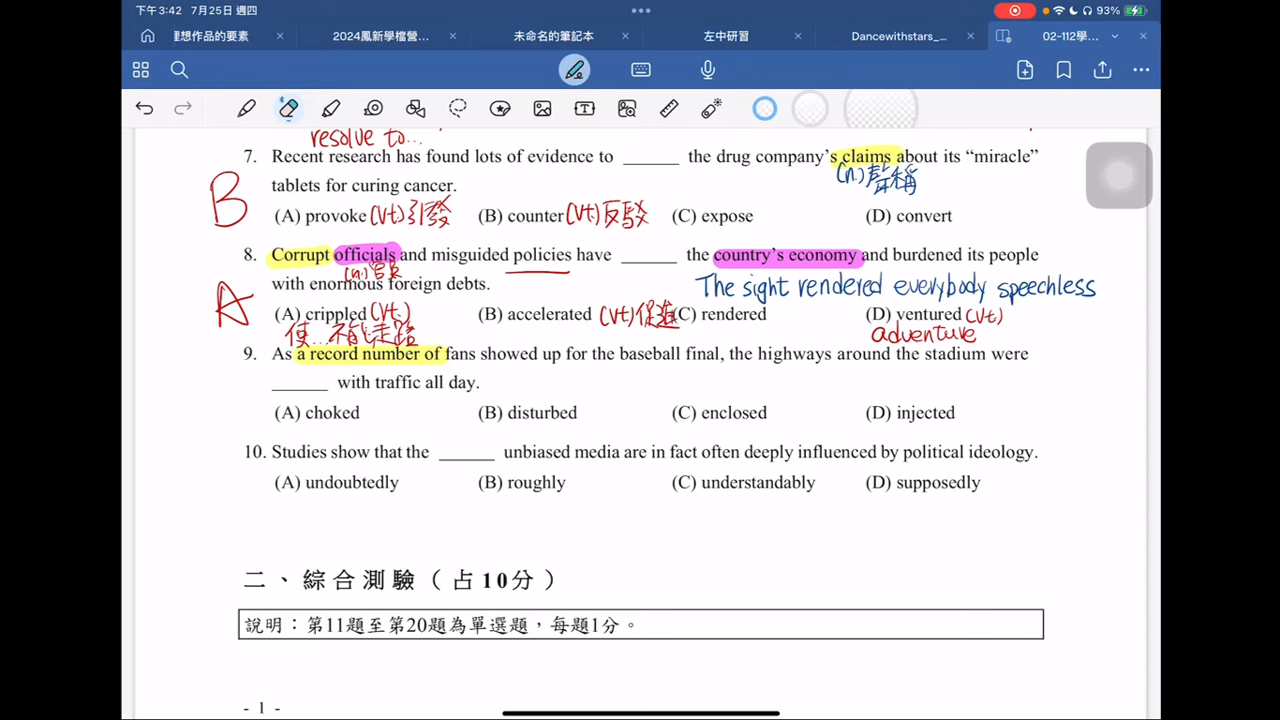 下午3:42 7月25日 週四
93%
理想作品的要素 × 2024鳳新學檔營... × 未命名的筆記本 × 左中研習 × Dancewithstars_... × 02-112學...
resolve to...
7. Recent research has found lots of evidence to ______ the drug company's claims about its “miracle”
(n.)聲稱
tablets for curing cancer.
(A) provoke (vt.)引發 (B) counter (vt.)反駁 (C) expose (D) convert
B
8. Corrupt officials and misguided policies have ______ the country's economy and burdened its people
(n.)官員
with enormous foreign debts. The sight rendered everybody speechless
(A) crippled (vt.) (B) accelerated (vt)促進 (C) rendered (D) ventured (vt)
A
使...不能走路 adventure
9. As a record number of fans showed up for the baseball final, the highways around the stadium were
______ with traffic all day.
(A) choked (B) disturbed (C) enclosed (D) injected
10. Studies show that the ______ unbiased media are in fact often deeply influenced by political ideology.
(A) undoubtedly (B) roughly (C) understandably (D) supposedly
二、綜合測驗（占10分）
說明：第11題至第20題為單選題，每題1分。
- 1 -